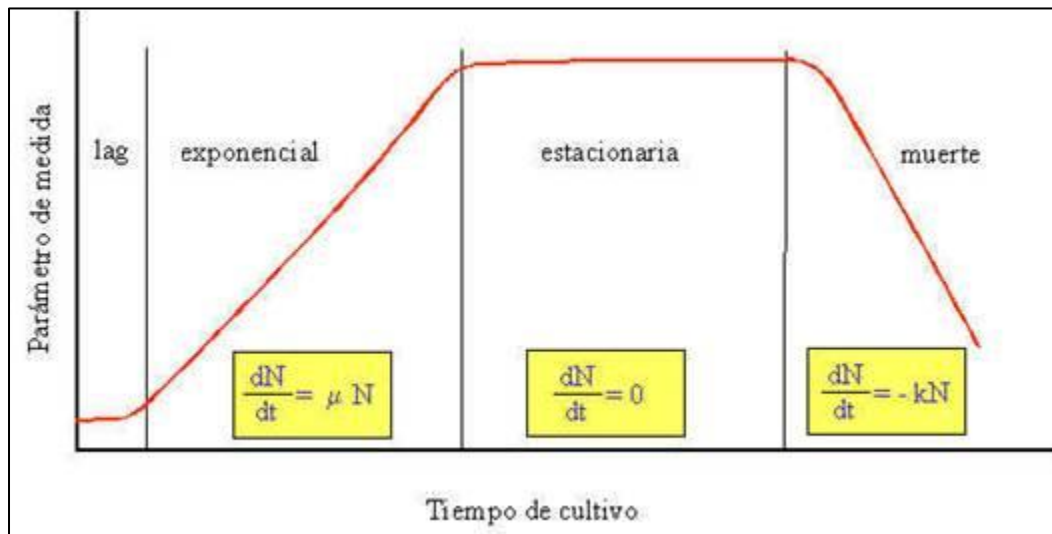 Parámetro de medida
lag
exponencial
estacionaria
muerte
dN/dt = μ N
dN/dt = 0
dN/dt = - kN
Tiempo de cultivo